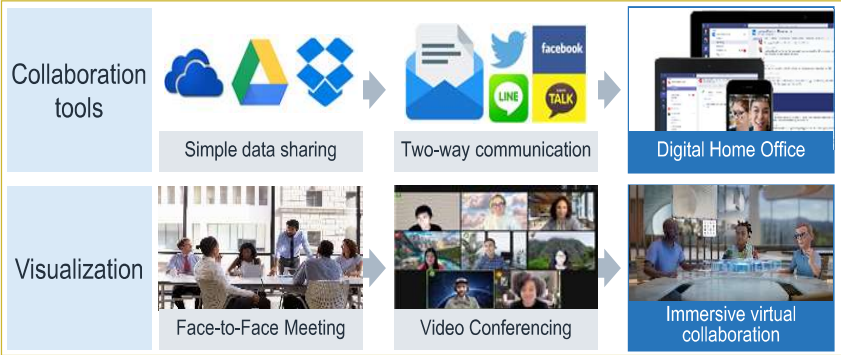 Collaboration
tools
facebook
LINE
TALK
Simple data sharing
Two-way communication
Digital Home Office
Visualization
Face-to-Face Meeting
Video Conferencing
Immersive virtual
collaboration